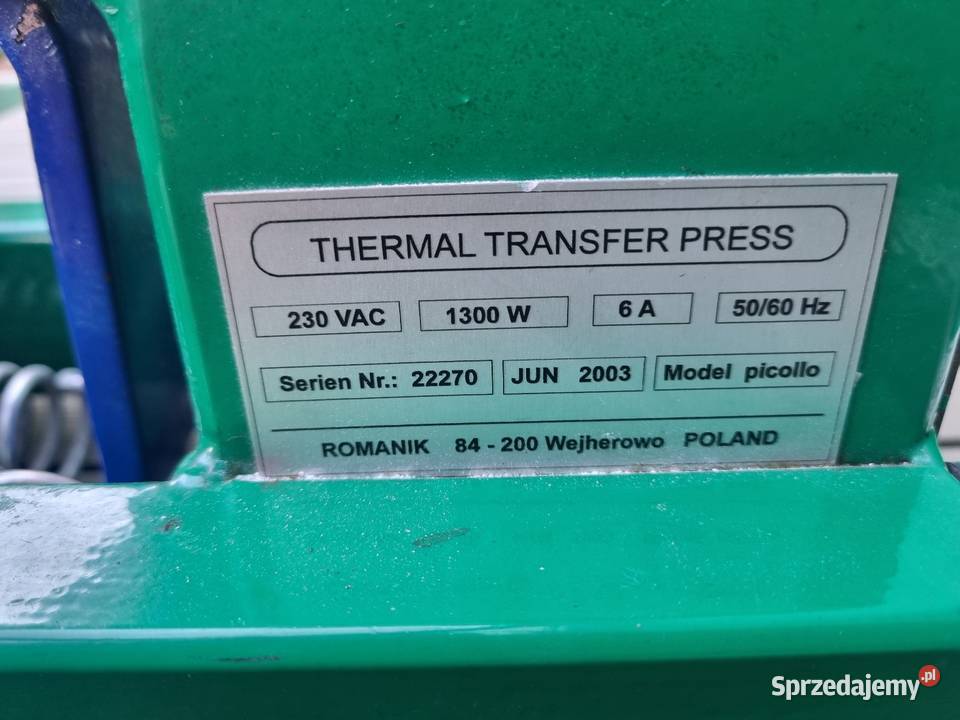 THERMAL TRANSFER PRESS
230 VAC 1300 W 6 A 50/60 Hz
Serien Nr.: 22270 JUN 2003 Model picollo
ROMANIK 84 - 200 Wejherowo POLAND
Sprzedajemy.pl